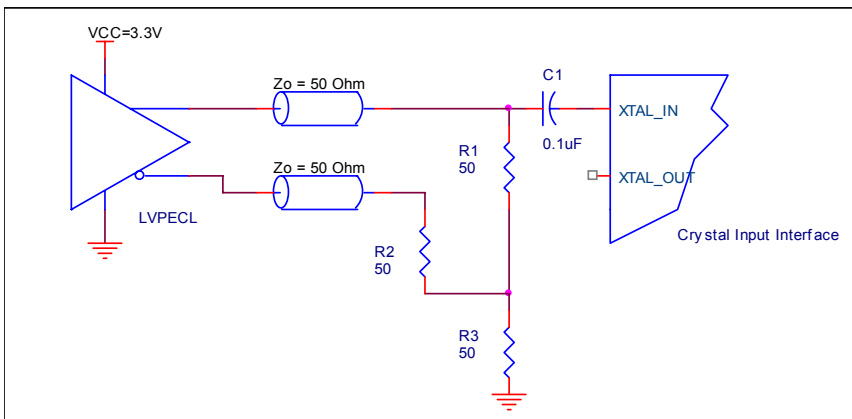 VCC=3.3V
Zo = 50 Ohm
C1
0.1uF
XTAL_IN
R1
50
Zo = 50 Ohm
XTAL_OUT
LVPECL
R2
50
Crystal Input Interface
R3
50